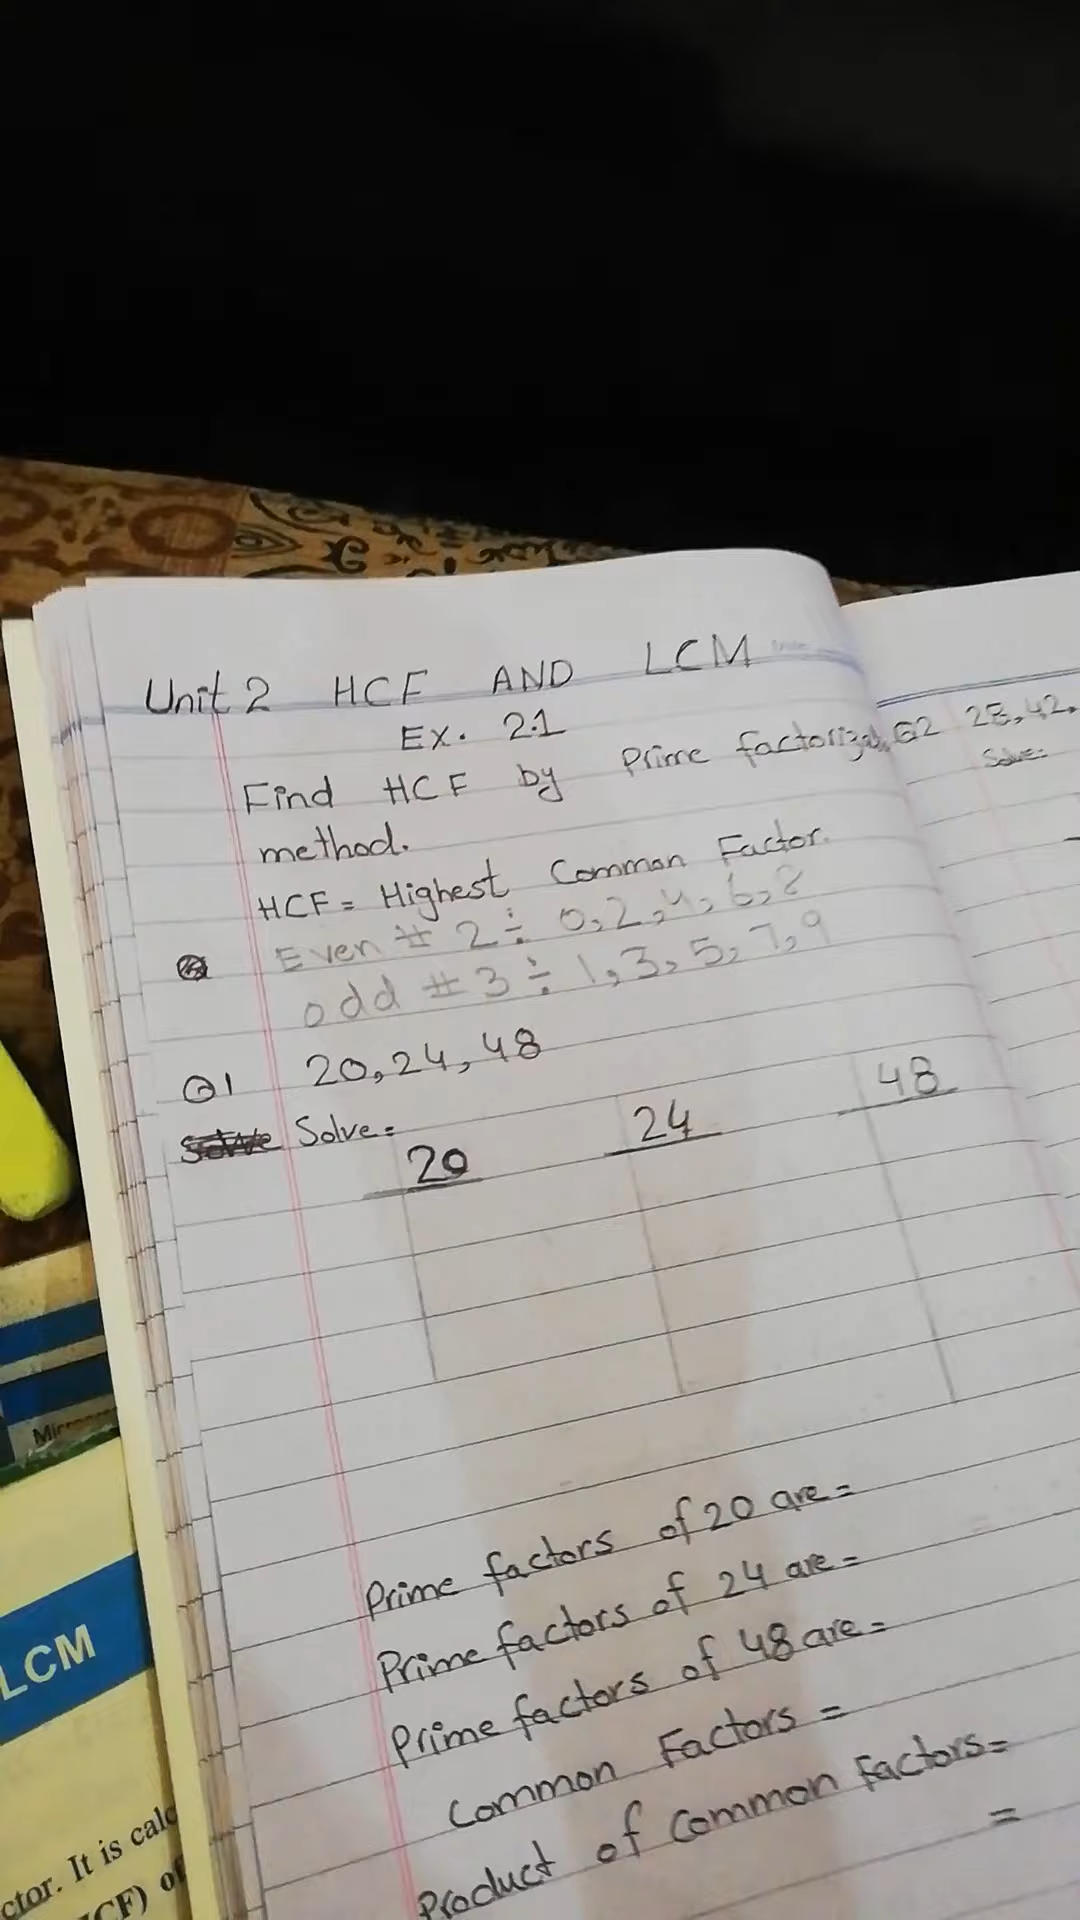 Unit 2 HCF AND LCM
EX. 2.1
Find HCF by Prime factorization
method.
HCF = Highest Common Factor.
Even # 2 ÷ 0,2,4,6,8
odd # 3 ÷ 1,3,5,7,9
Q1 20,24,48
Solve =
20 24 48
Prime factors of 20 are =
Prime factors of 24 are =
Prime factors of 48 are =
Common Factors =
Product of Common Factors =
=
Q2 28,42,
Solve:
LCM
ctor. It is calc
CF) of